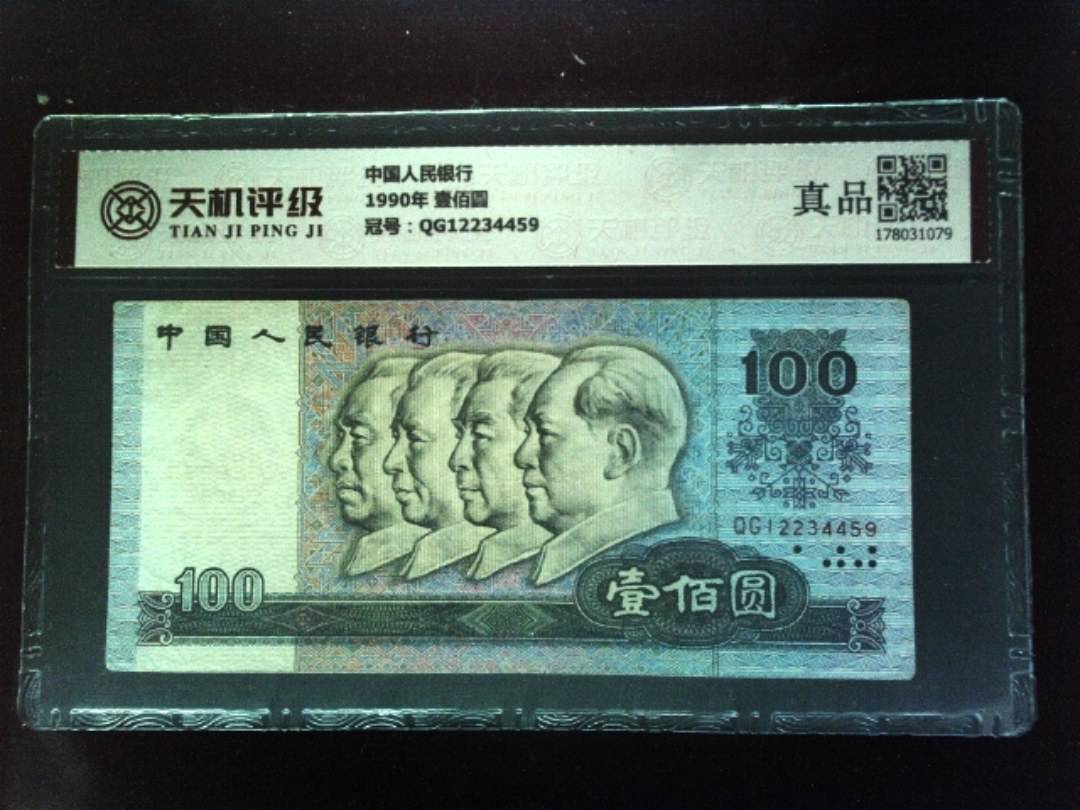 天机评级
TIAN JI PING JI
中国人民银行
1990年 壹佰圆
冠号：QG12234459
真品
178031079
中国人民银行
100
QG12234459
100
壹佰圆